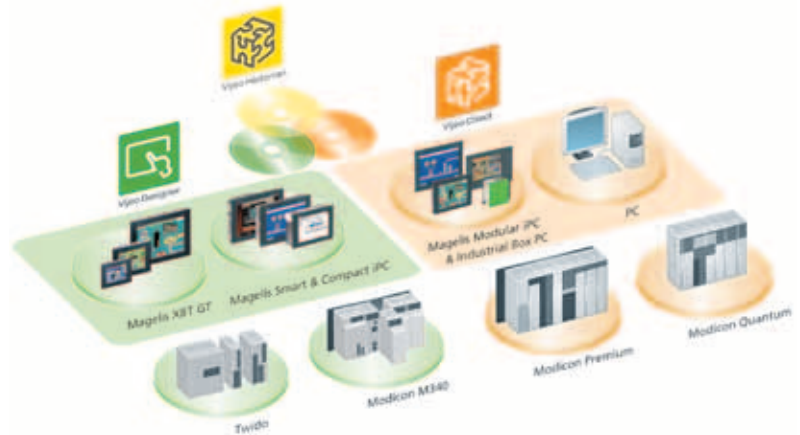 Vijeo Historian
Vijeo Citect
Vijeo Designer
Magelis Modular iPC
& Industrial Box PC
PC
Magelis XBT GT
Magelis Smart & Compact iPC
Modicon Quantum
Modicon Premium
Modicon M340
Twido